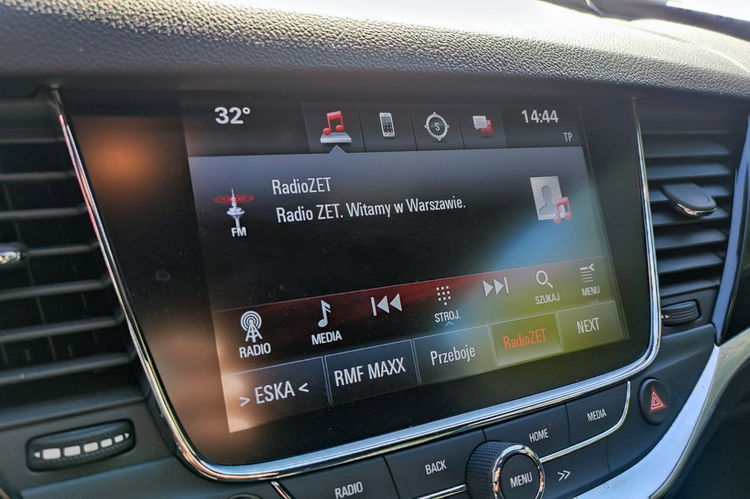 32°
S
14:44
TP
RadioZET
Radio ZET. Witamy w Warszawie.
FM
RADIO
MEDIA
STROJ.
SZUKAJ
MENU
> ESKA <
RMF MAXX
Przeboje
RadioZET
NEXT
RADIO
BACK
HOME
MEDIA
MENU
>>